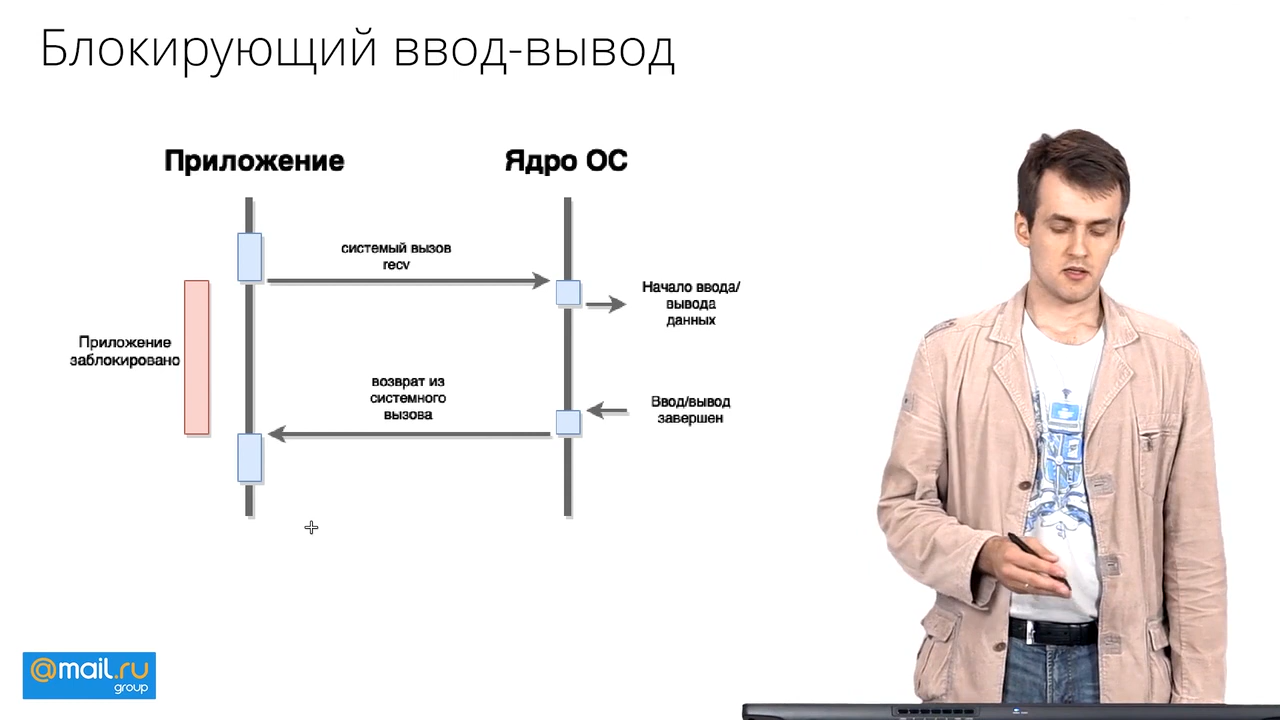 Блокирующий ввод-вывод
Приложение
Ядро ОС
системый вызов
recv
Начало ввода/
вывода
данных
Приложение
заблокировано
возврат из
системного
вызова
Ввод/вывод
завершен
@mail.ru
group